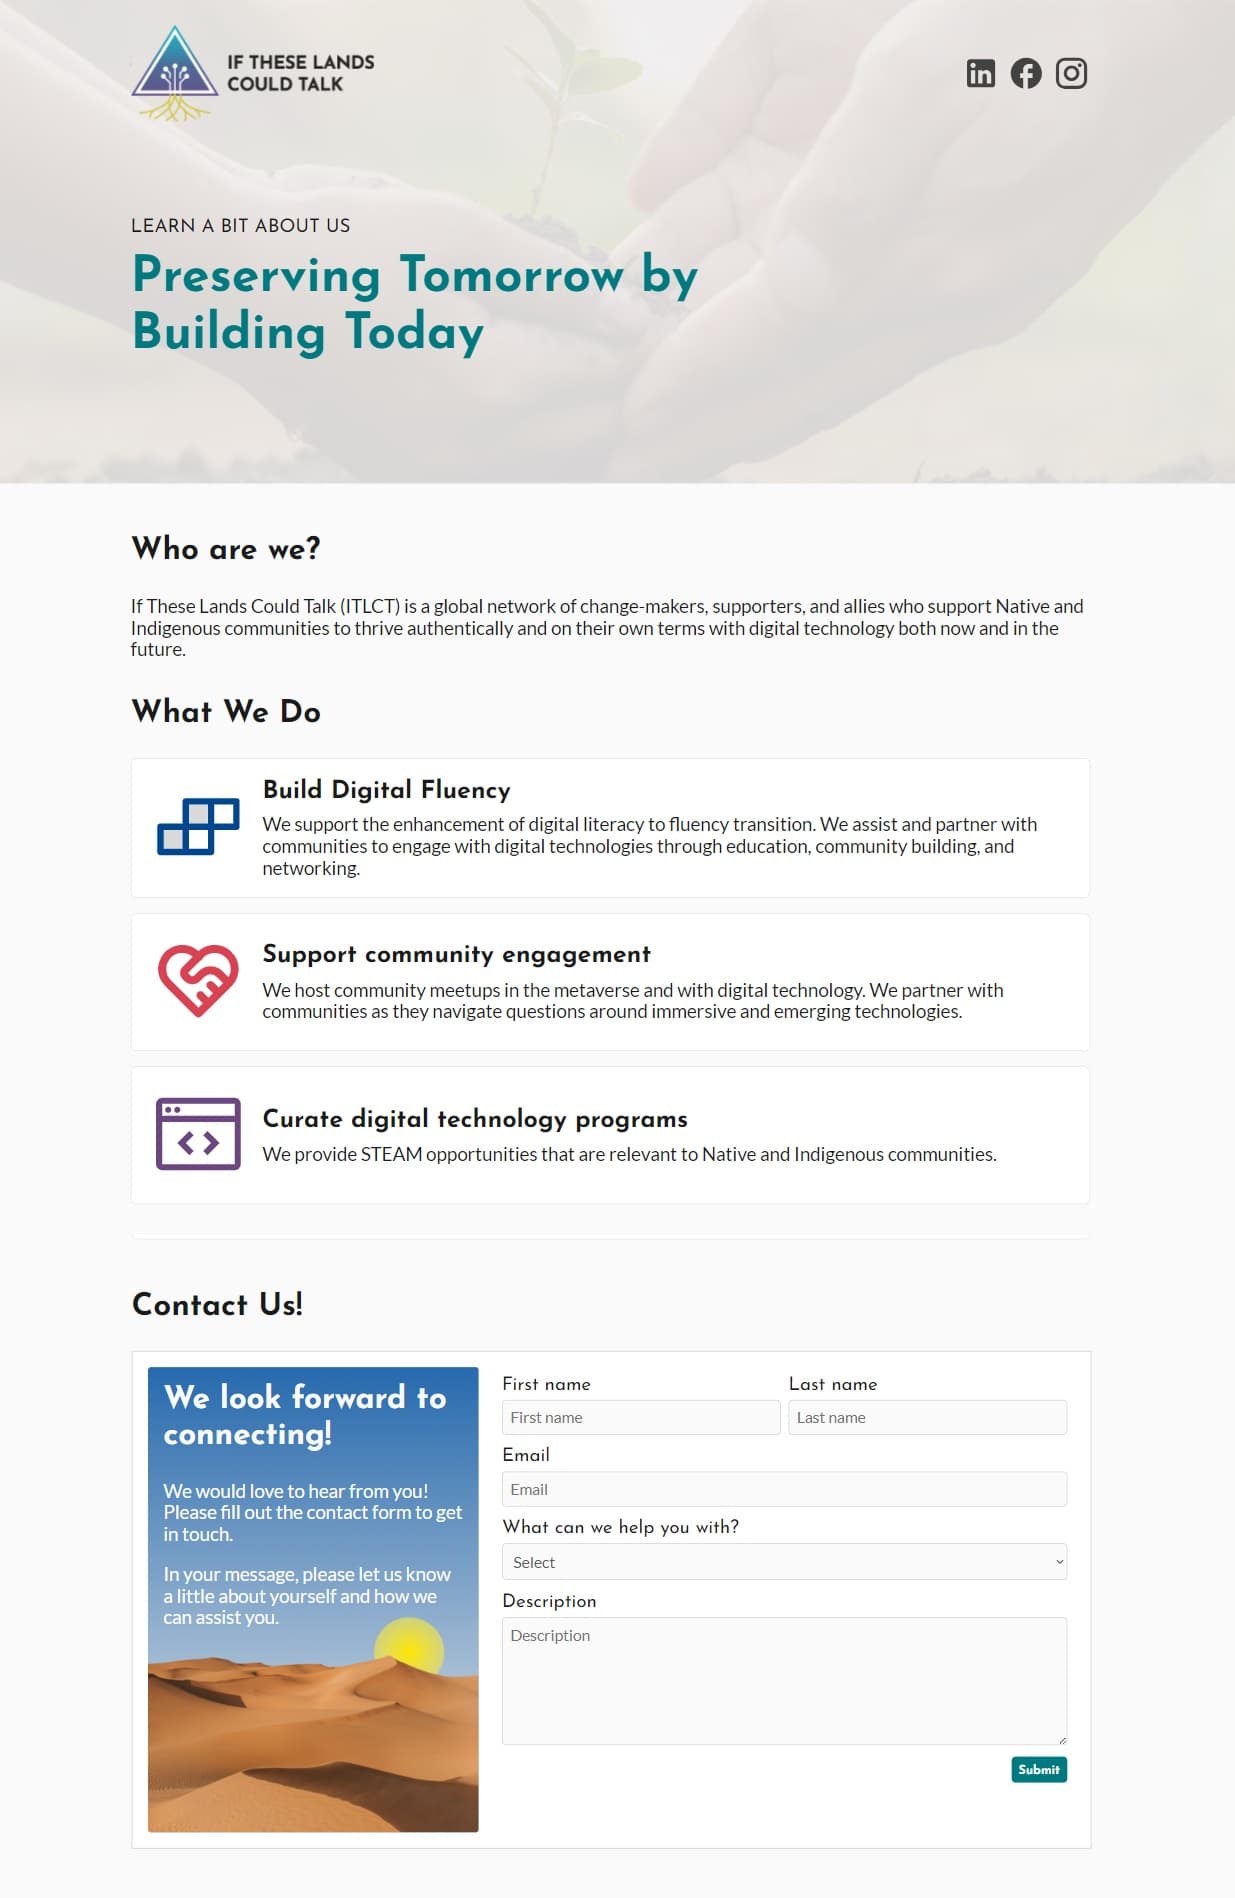 IF THESE LANDS
COULD TALK
LEARN A BIT ABOUT US
Preserving Tomorrow by
Building Today
Who are we?
If These Lands Could Talk (ITLCT) is a global network of change-makers, supporters, and allies who support Native and
Indigenous communities to thrive authentically and on their own terms with digital technology both now and in the
future.
What We Do
Build Digital Fluency
We support the enhancement of digital literacy to fluency transition. We assist and partner with
communities to engage with digital technologies through education, community building, and
networking.
Support community engagement
We host community meetups in the metaverse and with digital technology. We partner with
communities as they navigate questions around immersive and emerging technologies.
Curate digital technology programs
We provide STEAM opportunities that are relevant to Native and Indigenous communities.
Contact Us!
We look forward to
connecting!
We would love to hear from you!
Please fill out the contact form to get
in touch.
In your message, please let us know
a little about yourself and how we
can assist you.
First name
Last name
First name
Last name
Email
Email
What can we help you with?
Select
Description
Description
Submit